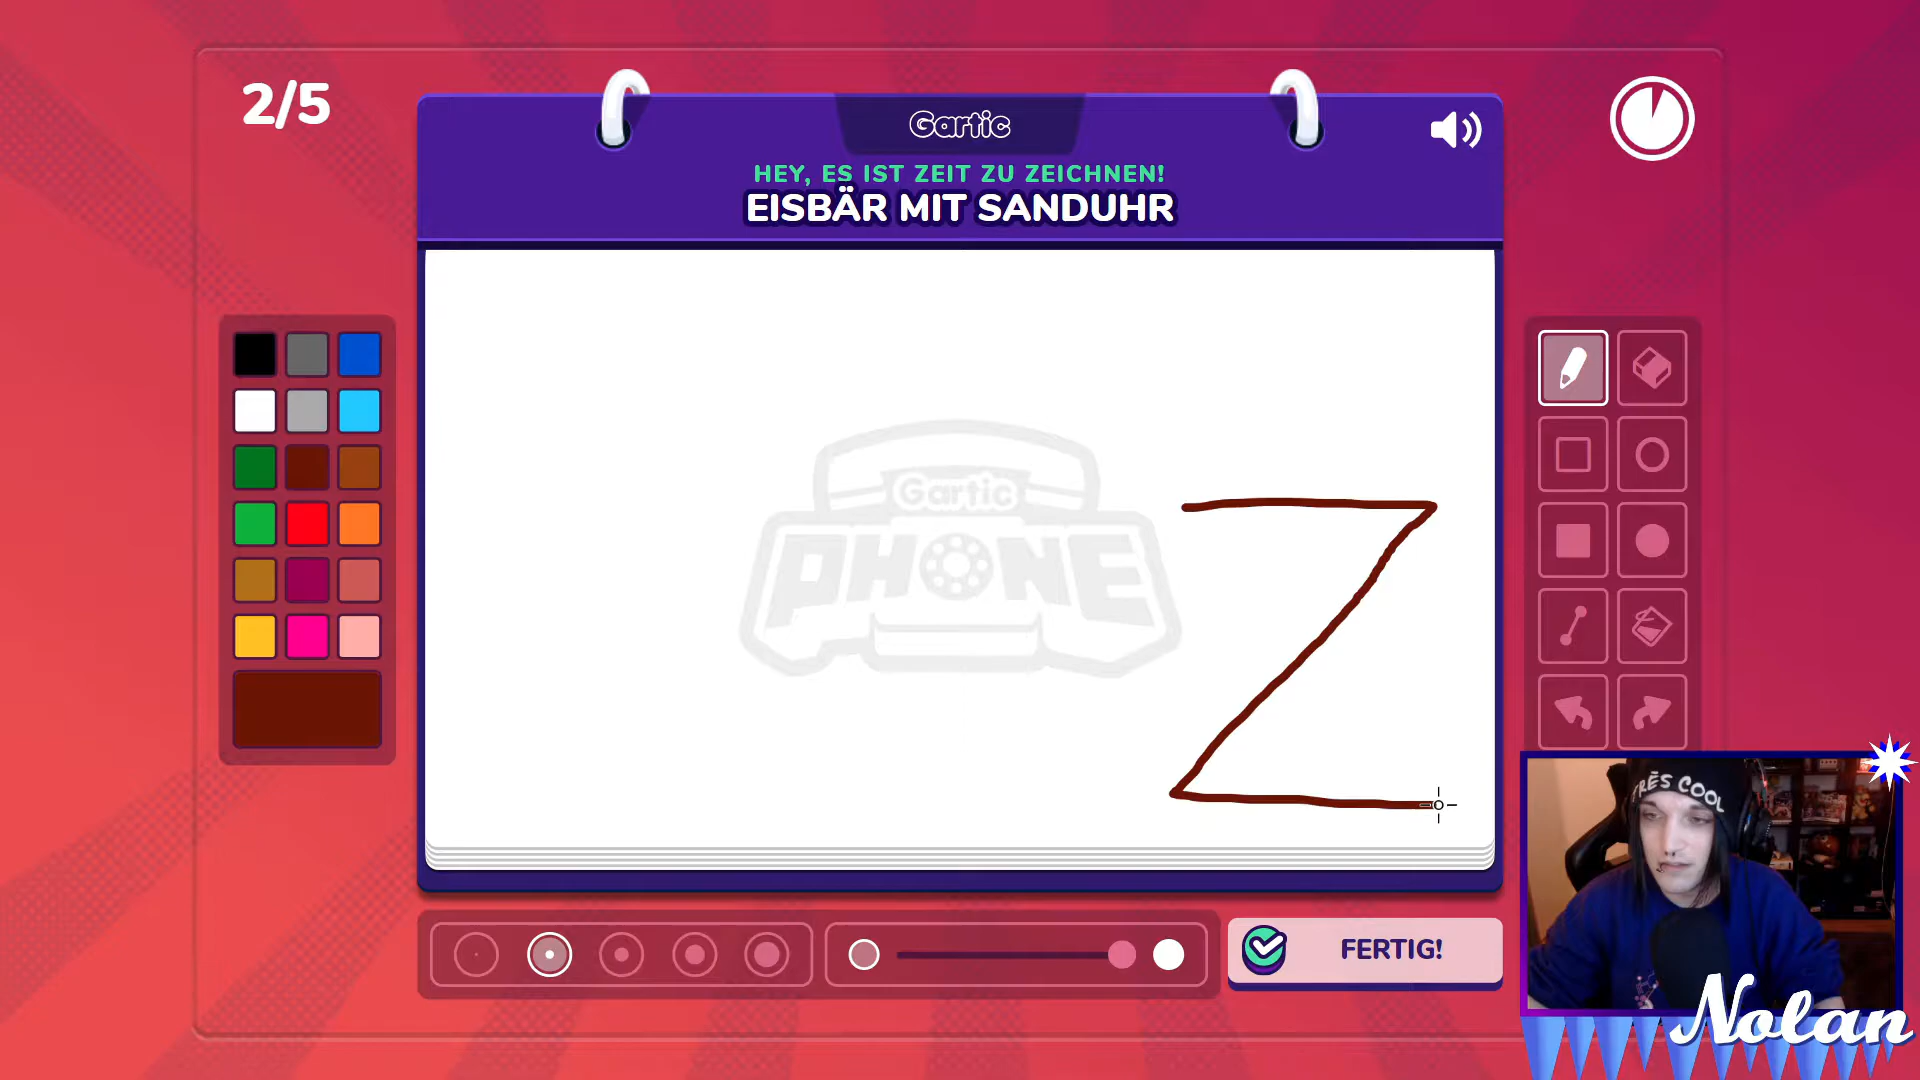 2/5
Gartic
HEY, ES IST ZEIT ZU ZEICHNEN!
EISBÄR MIT SANDUHR
Gartic
PHONE
TRÈS COOL
FERTIG!
Nolan